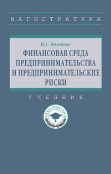 МАГИСТРАТУРА
ФИНАНСОВАЯ СРЕДА
ПРЕДПРИНИМАТЕЛЬСТВА
И ПРЕДПРИНИМАТЕЛЬСКИЕ
РИСКИ
УЧЕБНИК